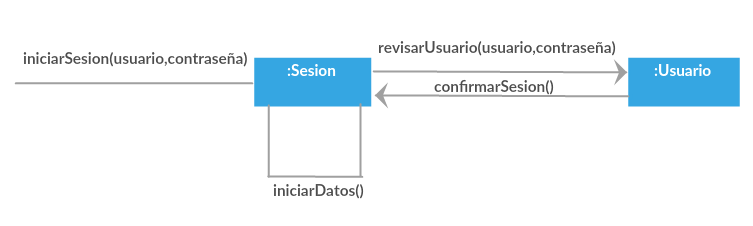 iniciarSesion(usuario,contraseña)
:Sesion
revisarUsuario(usuario,contraseña)
:Usuario
confirmarSesion()
iniciarDatos()